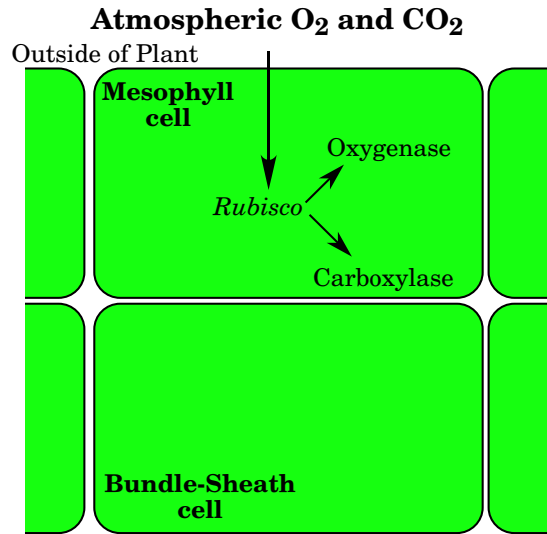 Atmospheric O₂ and CO₂
Outside of Plant
Mesophyll
cell
Oxygenase
Rubisco
Carboxylase
Bundle-Sheath
cell